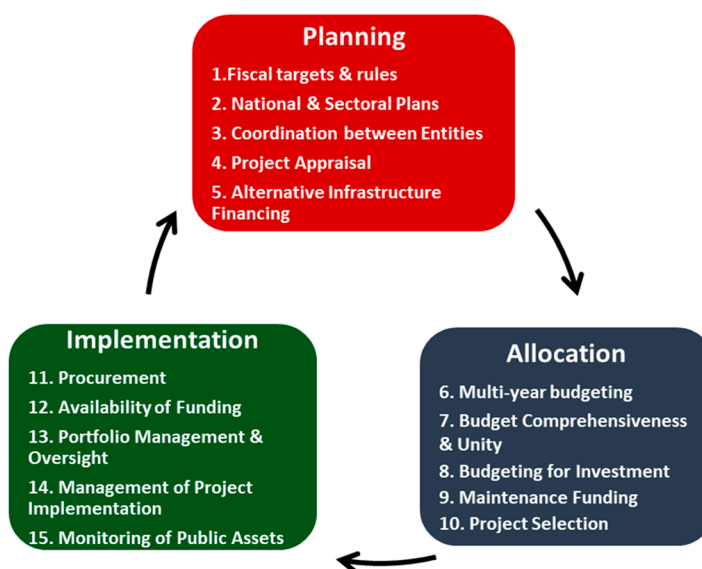 Planning
1.Fiscal targets & rules
2. National & Sectoral Plans
3. Coordination between Entities
4. Project Appraisal
5. Alternative Infrastructure
Financing
Implementation
11. Procurement
12. Availability of Funding
13. Portfolio Management &
Oversight
14. Management of Project
Implementation
15. Monitoring of Public Assets
Allocation
6. Multi-year budgeting
7. Budget Comprehensiveness
& Unity
8. Budgeting for Investment
9. Maintenance Funding
10. Project Selection